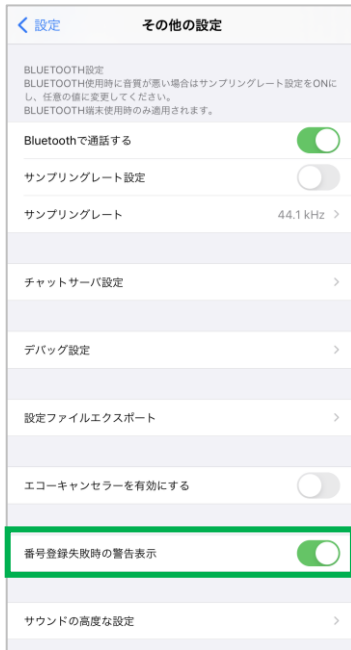 設定
その他の設定
BLUETOOTH設定
BLUETOOTH使用時に音質が悪い場合はサンプリングレート設定をONに
し、任意の値に変更してください。
BLUETOOTH端末使用時のみ適用されます。
Bluetoothで通話する
サンプリングレート設定
サンプリングレート 44.1 kHz
チャットサーバ設定
デバッグ設定
設定ファイルエクスポート
エコーキャンセラーを有効にする
番号登録失敗時の警告表示
サウンドの高度な設定